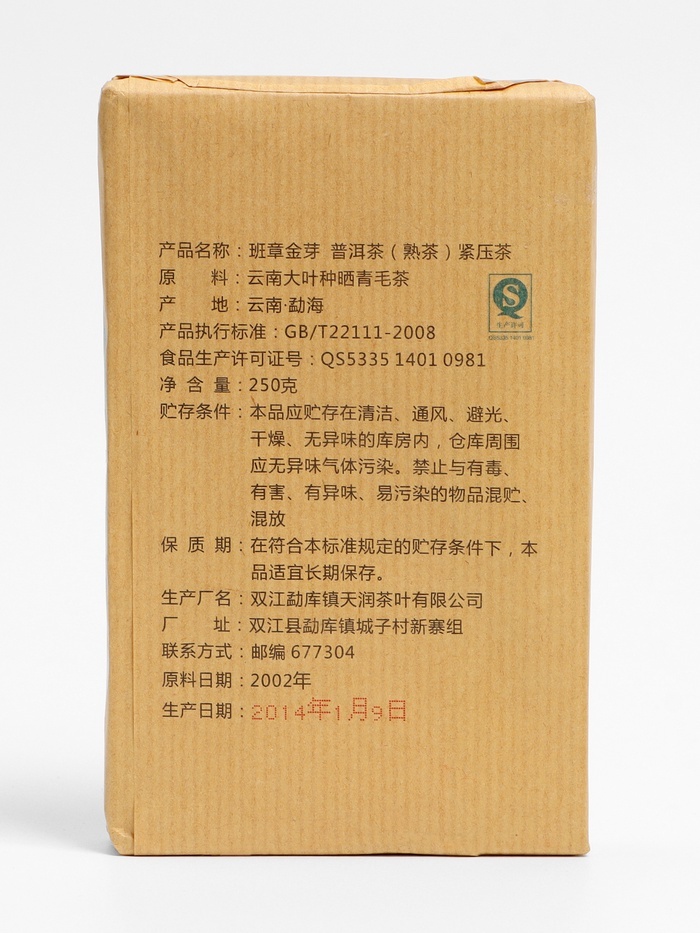 产品名称：班章金芽 普洱茶（熟茶）紧压茶
原 料：云南大叶种晒青毛茶
产 地：云南·勐海
产品执行标准：GB/T22111-2008
食品生产许可证号：QS5335 1401 0981
净 含 量：250克
贮存条件：本品应贮存在清洁、通风、避光、
干燥、无异味的库房内，仓库周围
应无异味气体污染。禁止与有毒、
有害、有异味、易污染的物品混贮、
混放
保 质 期：在符合本标准规定的贮存条件下，本
品适宜长期保存。
生产厂名：双江勐库镇天润茶叶有限公司
厂 址：双江县勐库镇城子村新寨组
联系方式：邮编 677304
原料日期：2002年
生产日期：2014年1月9日
生产许可